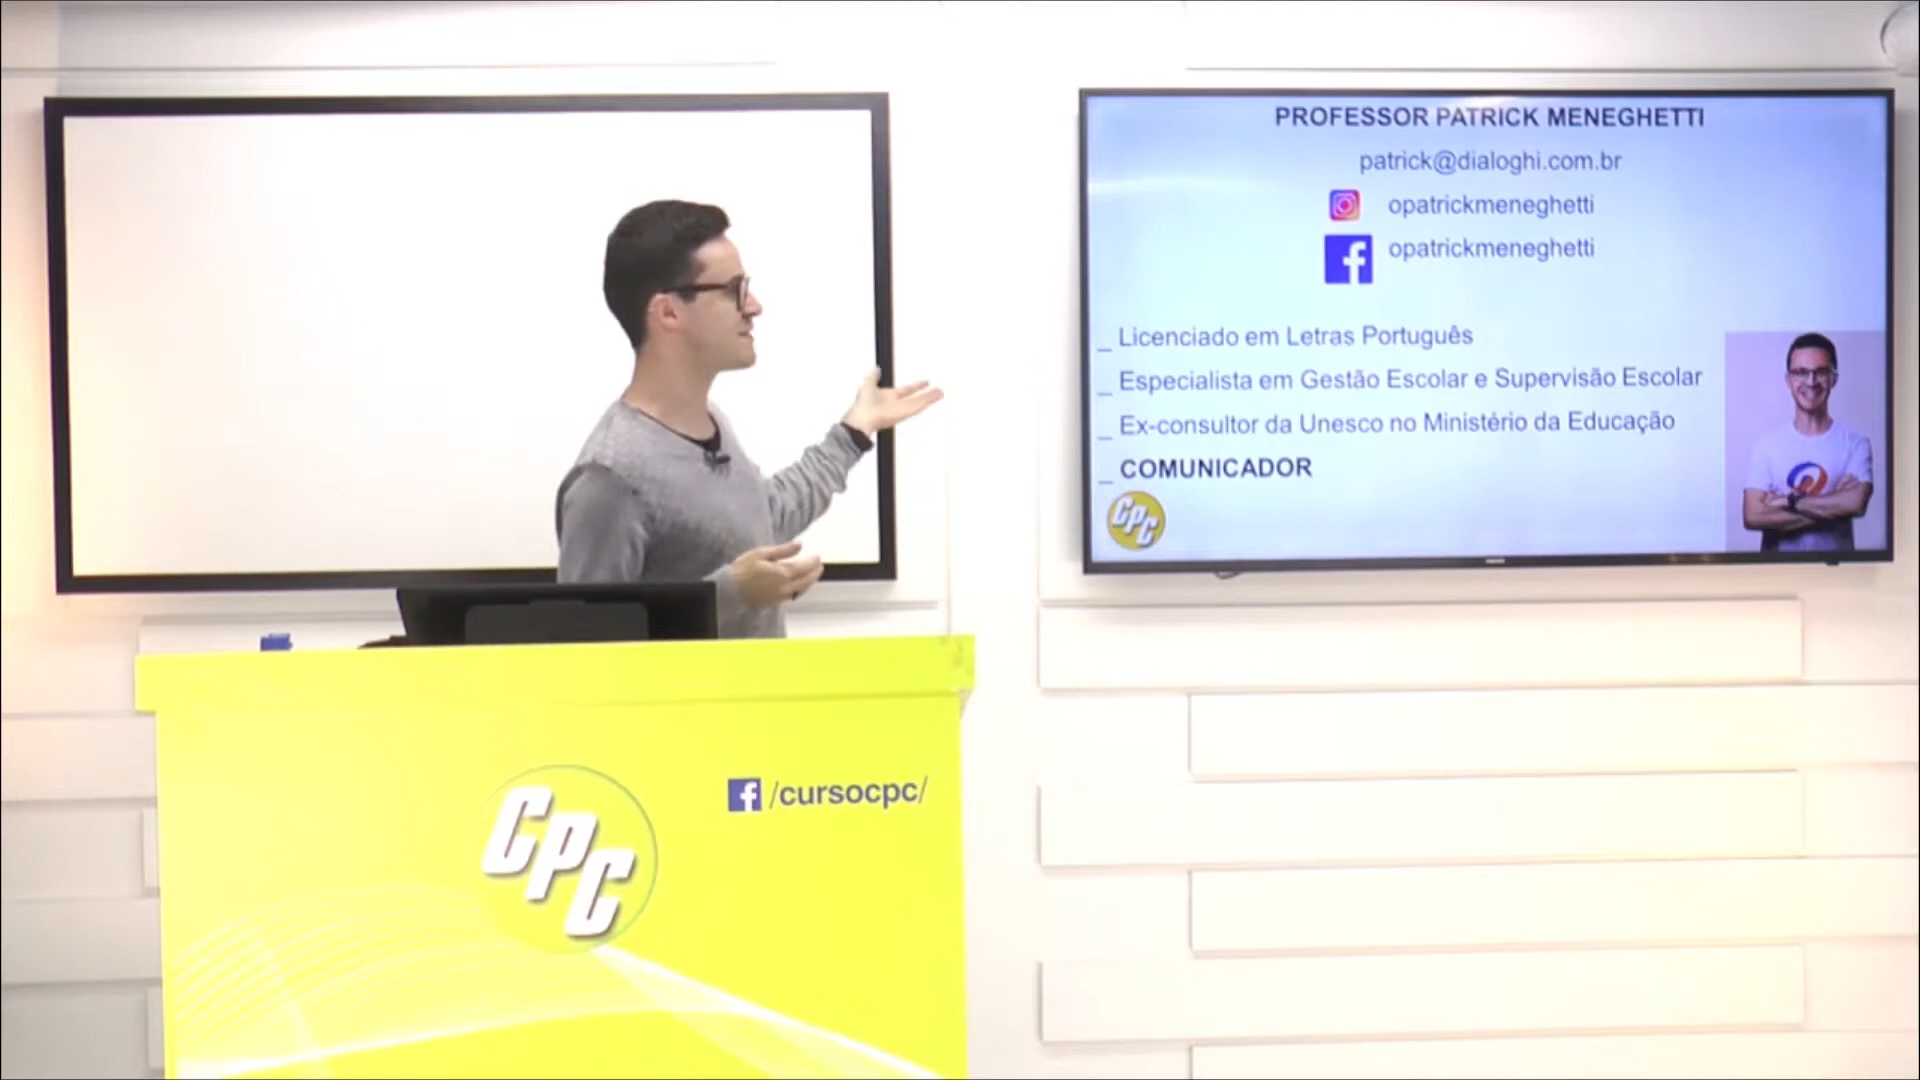 PROFESSOR PATRICK MENEGHETTI
patrick@dialoghi.com.br
opatrickmeneghetti
opatrickmeneghetti
_ Licenciado em Letras Português
_ Especialista em Gestão Escolar e Supervisão Escolar
_ Ex-consultor da Unesco no Ministério da Educação
_ COMUNICADOR
CPC
/cursocpc/
CPC